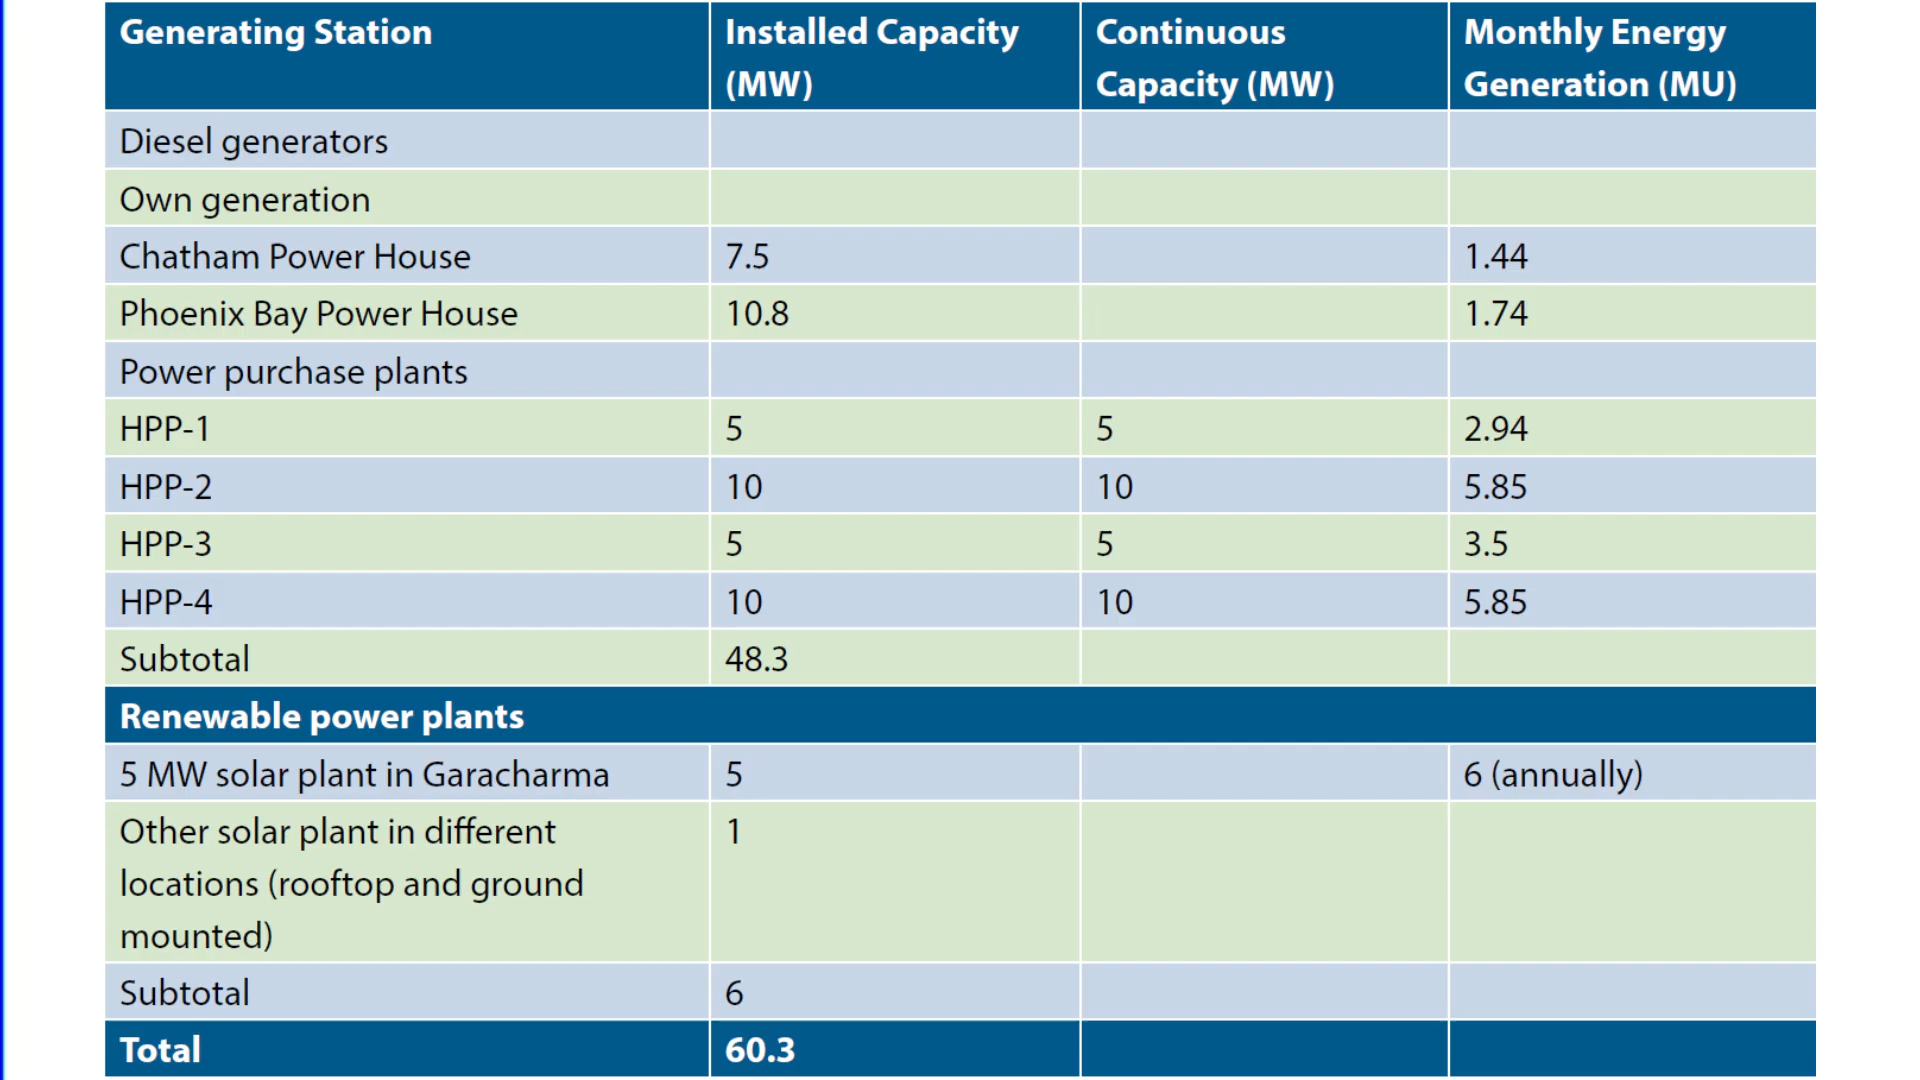 Generating Station Installed Capacity Continuous Monthly Energy
(MW) Capacity (MW) Generation (MU)
Diesel generators
Own generation
Chatham Power House 7.5 1.44
Phoenix Bay Power House 10.8 1.74
Power purchase plants
HPP-1 5 5 2.94
HPP-2 10 10 5.85
HPP-3 5 5 3.5
HPP-4 10 10 5.85
Subtotal 48.3
Renewable power plants
5 MW solar plant in Garacharma 5 6 (annually)
Other solar plant in different 1
locations (rooftop and ground
mounted)
Subtotal 6
Total 60.3